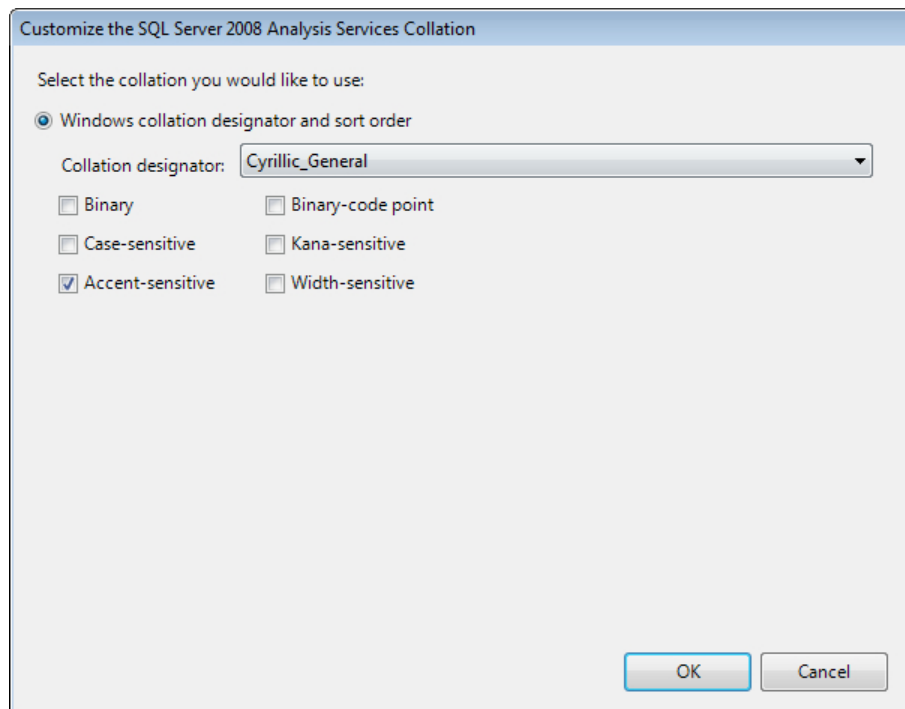 Customize the SQL Server 2008 Analysis Services Collation
Select the collation you would like to use:
Windows collation designator and sort order
Collation designator: Cyrillic_General
Binary Binary-code point
Case-sensitive Kana-sensitive
Accent-sensitive Width-sensitive
OK Cancel